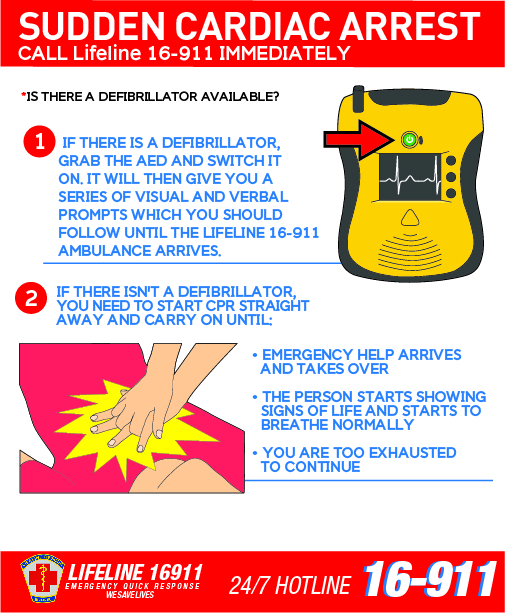 SUDDEN CARDIAC ARREST
CALL Lifeline 16-911 IMMEDIATELY
*IS THERE A DEFIBRILLATOR AVAILABLE?
1 IF THERE IS A DEFIBRILLATOR,
GRAB THE AED AND SWITCH IT
ON. IT WILL THEN GIVE YOU A
SERIES OF VISUAL AND VERBAL
PROMPTS WHICH YOU SHOULD
FOLLOW UNTIL THE LIFELINE 16-911
AMBULANCE ARRIVES.
2 IF THERE ISN'T A DEFIBRILLATOR,
YOU NEED TO START CPR STRAIGHT
AWAY AND CARRY ON UNTIL:
• EMERGENCY HELP ARRIVES
AND TAKES OVER
• THE PERSON STARTS SHOWING
SIGNS OF LIFE AND STARTS TO
BREATHE NORMALLY
• YOU ARE TOO EXHAUSTED
TO CONTINUE
LIFELINE 16911
EMERGENCY QUICK RESPONSE
WESAVELIVES
24/7 HOTLINE 16-911